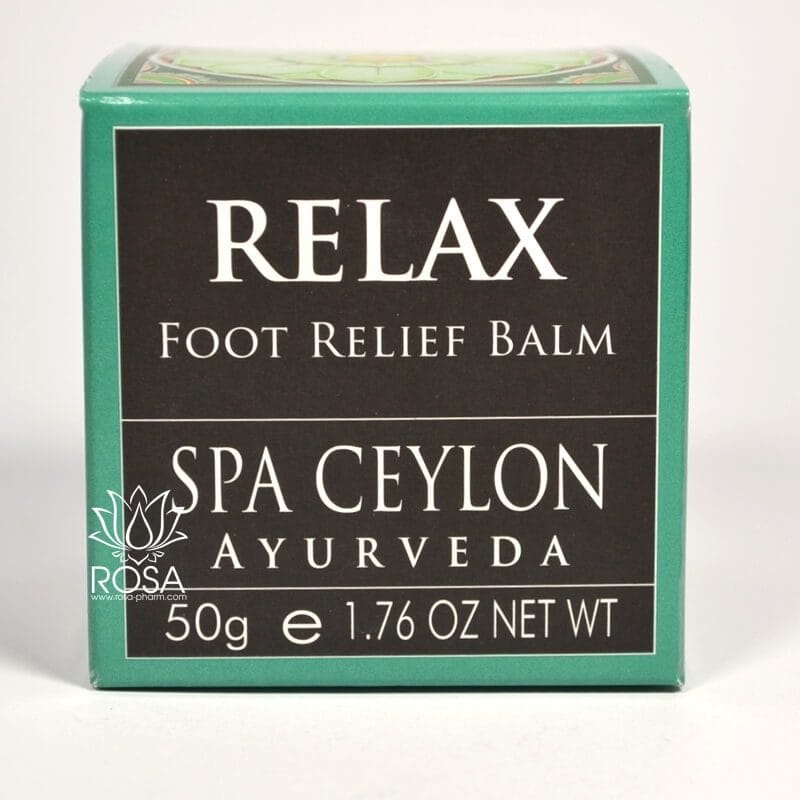 RELAX
FOOT RELIEF BALM
SPA CEYLON
AYURVEDA
50g e 1.76 OZ NET WT
ROSA
www.rosa-pharm.com